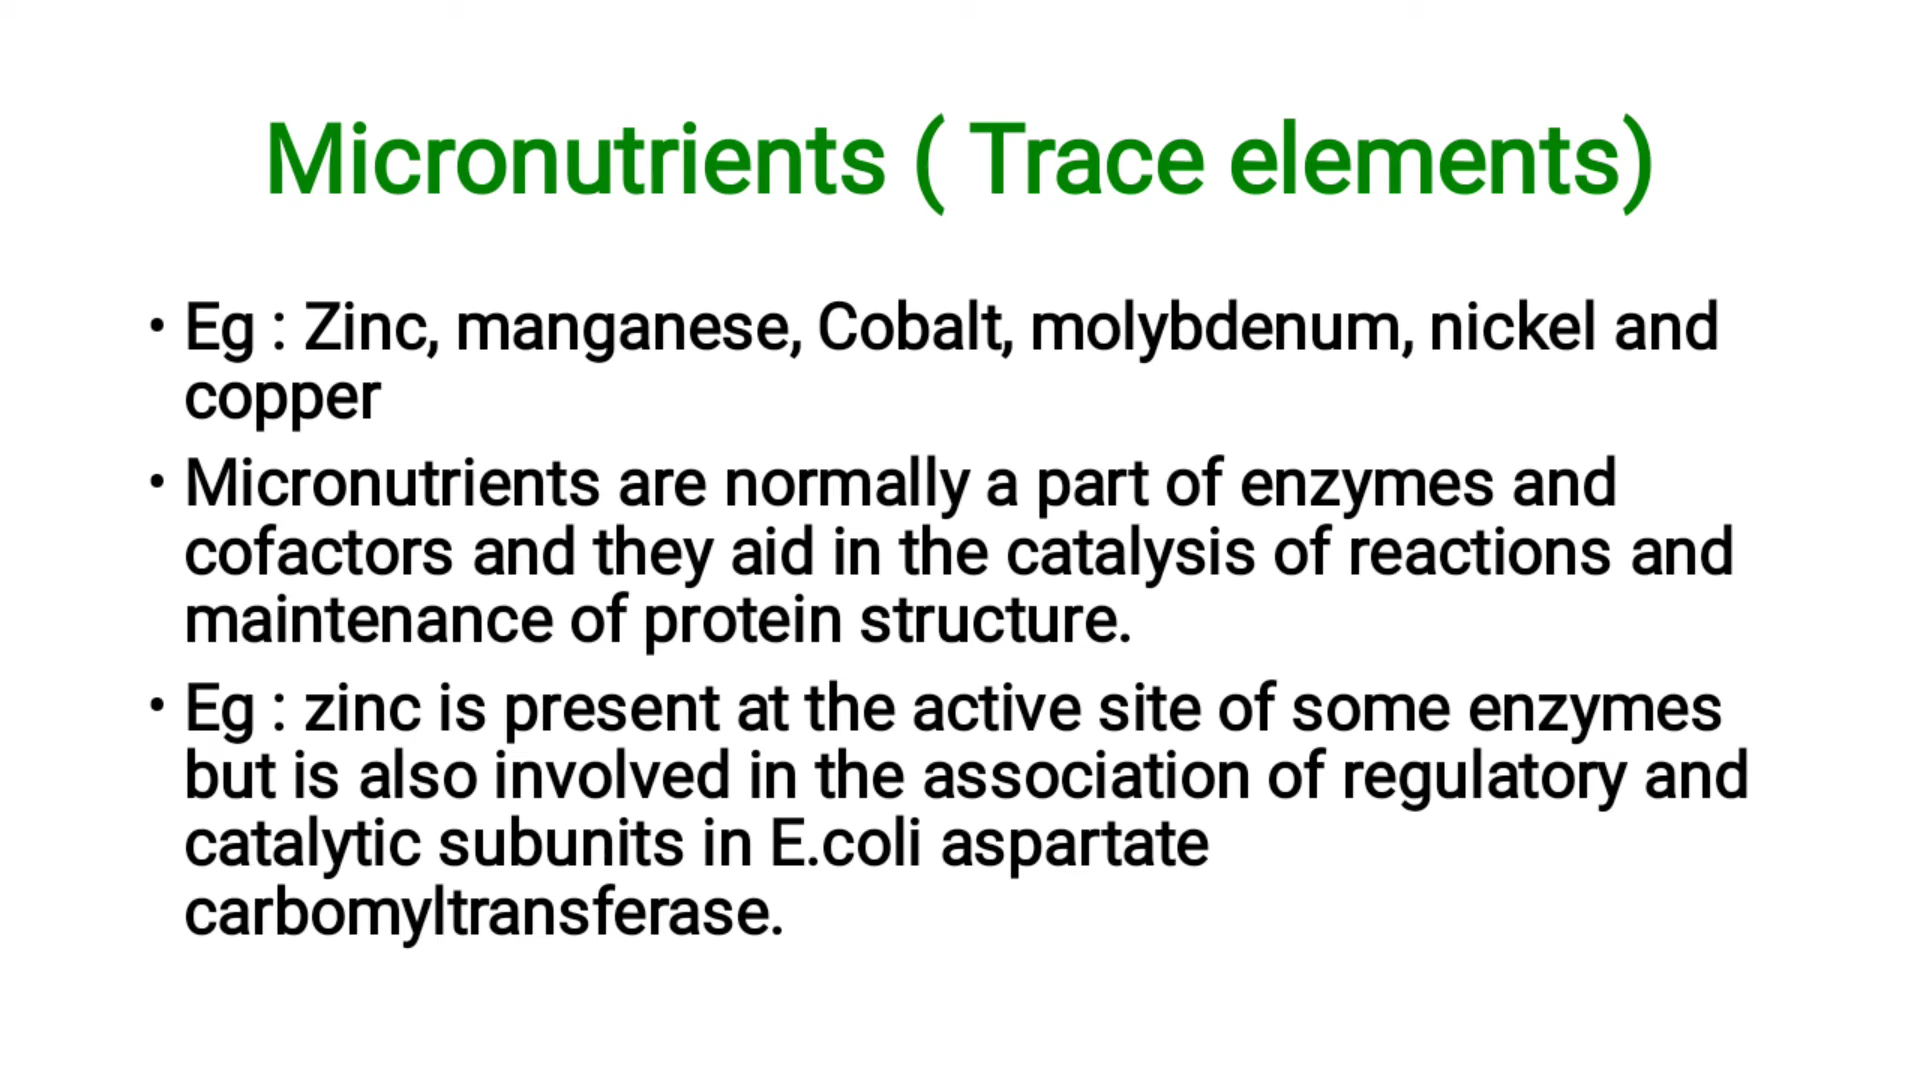 Micronutrients ( Trace elements)
• Eg : Zinc, manganese, Cobalt, molybdenum, nickel and
copper
• Micronutrients are normally a part of enzymes and
cofactors and they aid in the catalysis of reactions and
maintenance of protein structure.
• Eg : zinc is present at the active site of some enzymes
but is also involved in the association of regulatory and
catalytic subunits in E.coli aspartate
carbomyltransferase.